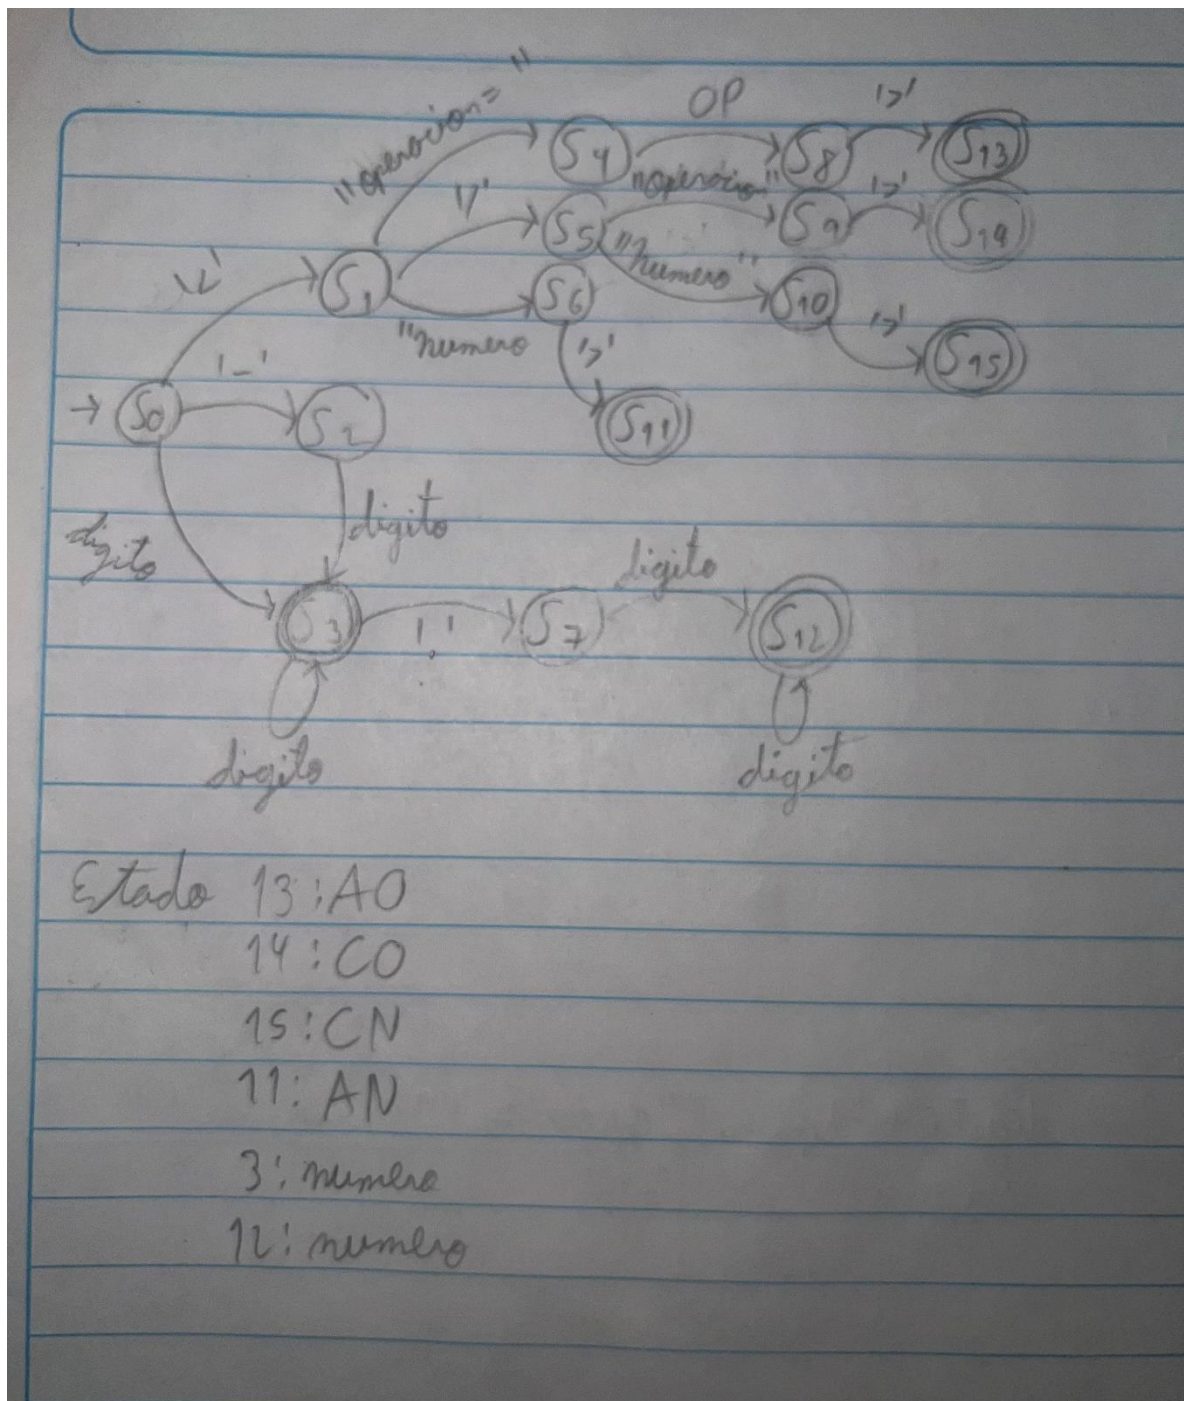 "operacion="
OP
'>'
S4
S8
S13
'/'
"operacion"
'>'
S5
S9
S14
'<'
"Numero"
S1
S6
S10
'>'
"numero
'>'
S15
'-'
S0
S2
S11
digito
digito
digito
S3
'.'
S7
S12
digito
digito
Estado 13:AO
14:CO
15:CN
11:AN
3:numero
12:numero